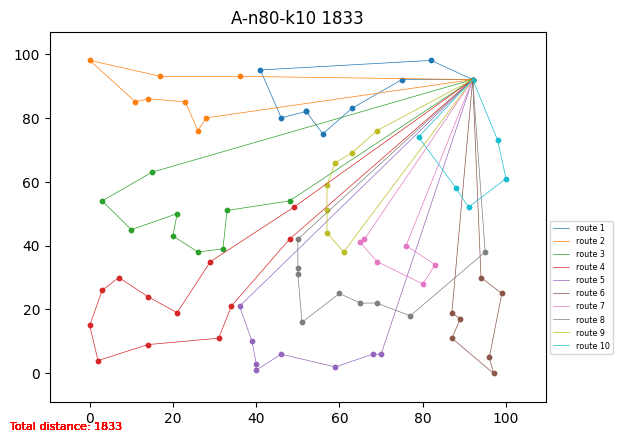 A-n80-k10 1833
100
80
60
40
20
0
0
20
40
60
80
100
route 1
route 2
route 3
route 4
route 5
route 6
route 7
route 8
route 9
route 10
Total distance: 1833